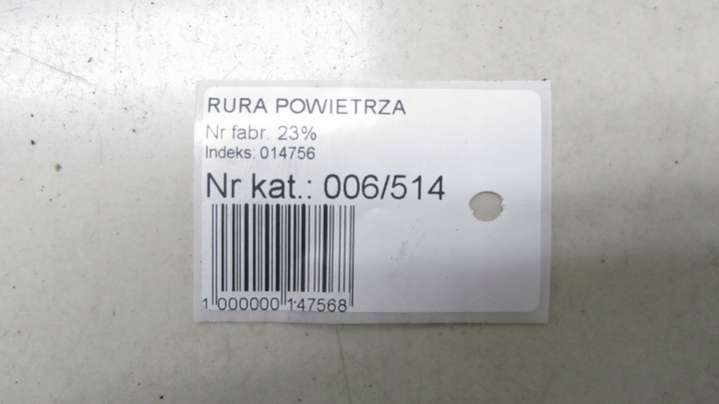 RURA POWIETRZA
Nr fabr. 23%
Indeks: 014756
Nr kat.: 006/514
1 000000 147568